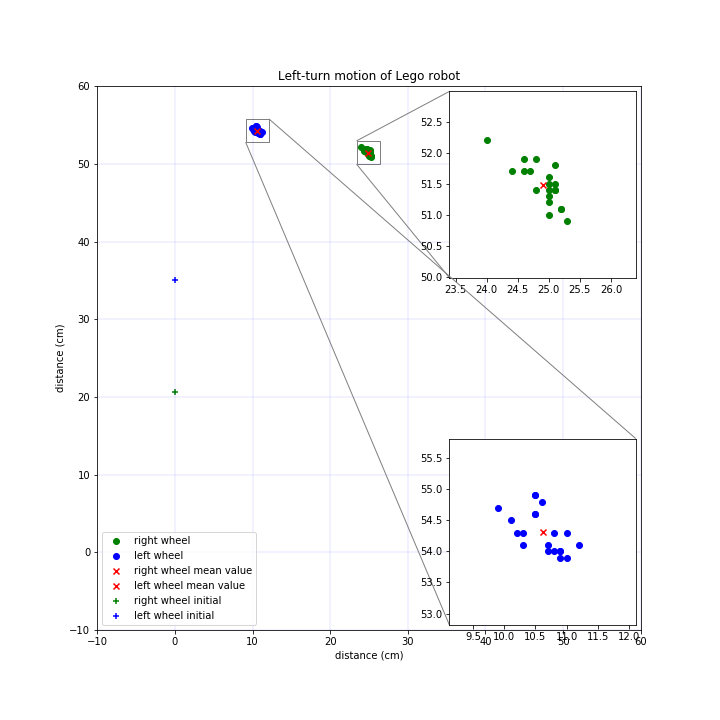 Left-turn motion of Lego robot
60
50
40
30
20
10
0
−10
distance (cm)
−10 0 10 20 30 40 50 60
distance (cm)
right wheel
left wheel
right wheel mean value
left wheel mean value
right wheel initial
left wheel initial
52.5
52.0
51.5
51.0
50.5
50.0
23.5 24.0 24.5 25.0 25.5 26.0
55.5
55.0
54.5
54.0
53.5
53.0
9.5 10.0 10.5 11.0 11.5 12.0